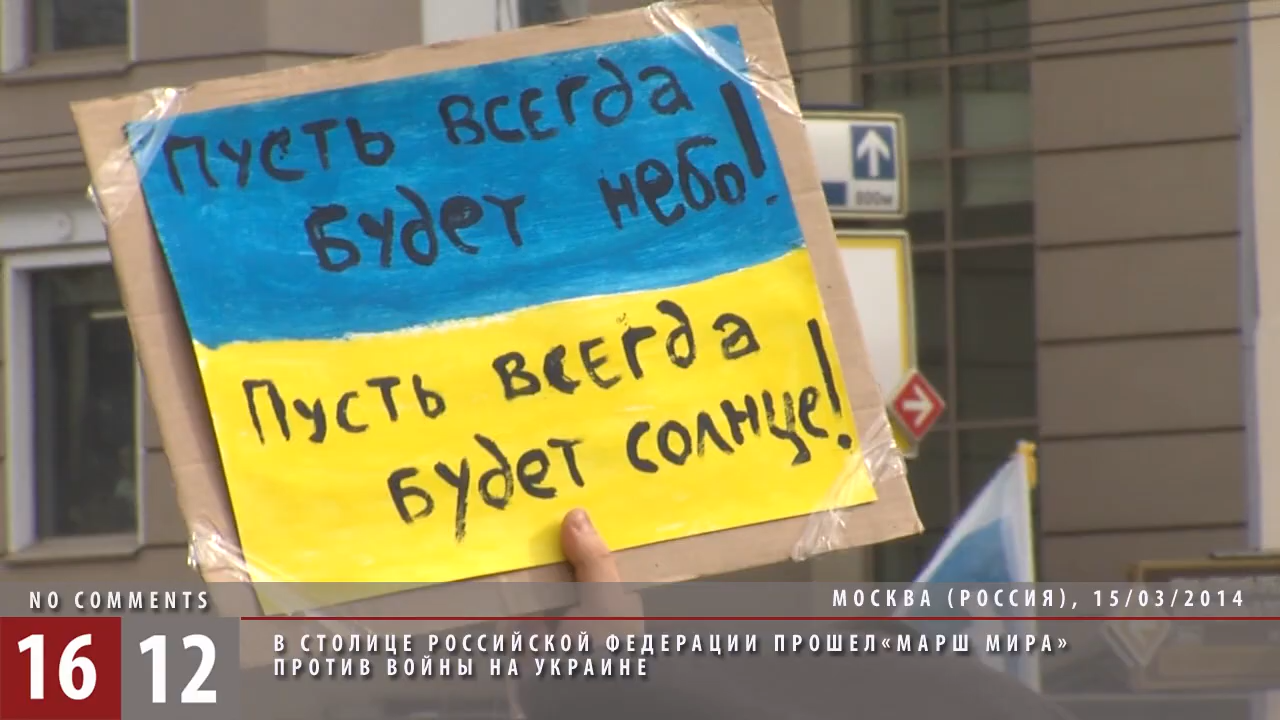 Пусть всегда
будет небо!
Пусть всегда
будет солнце!
800м
NO COMMENTS
МОСКВА (РОССИЯ), 15/03/2014
16 12
В СТОЛИЦЕ РОССИЙСКОЙ ФЕДЕРАЦИИ ПРОШЕЛ«МАРШ МИРА»
ПРОТИВ ВОЙНЫ НА УКРАИНЕ